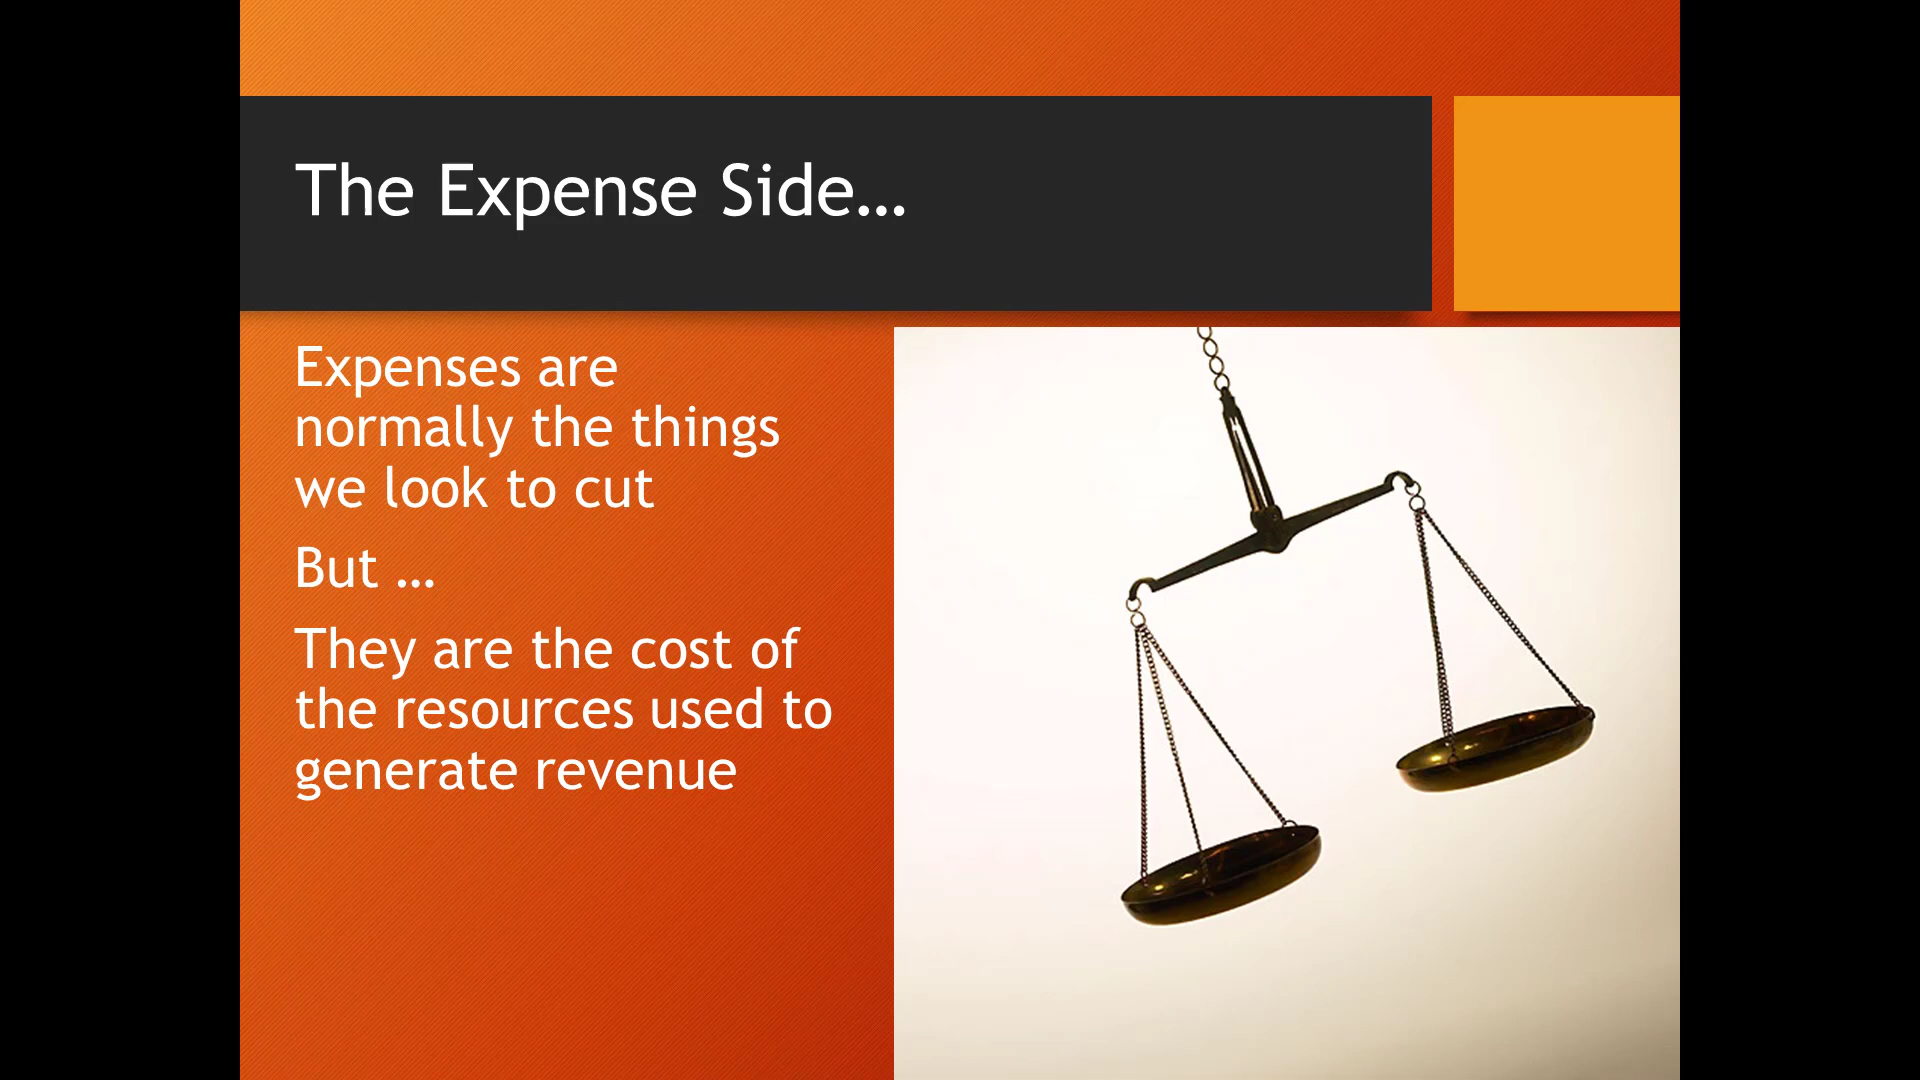 The Expense Side…
Expenses are
normally the things
we look to cut
But …
They are the cost of
the resources used to
generate revenue